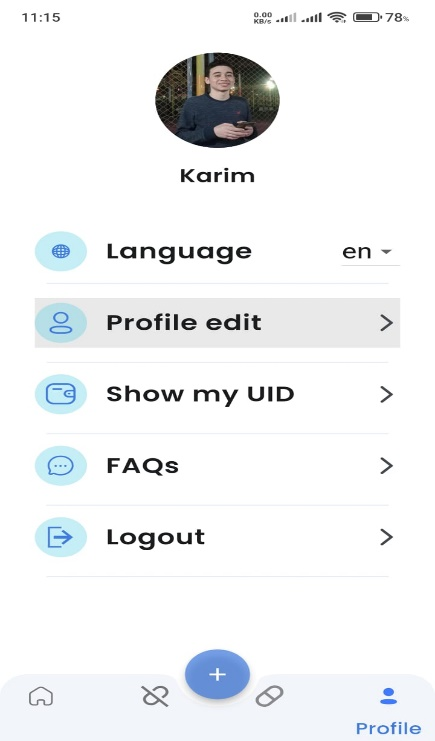 11:15
0.00
KB/s
78%
Karim
Language
en
Profile edit
Show my UID
FAQs
Logout
Profile